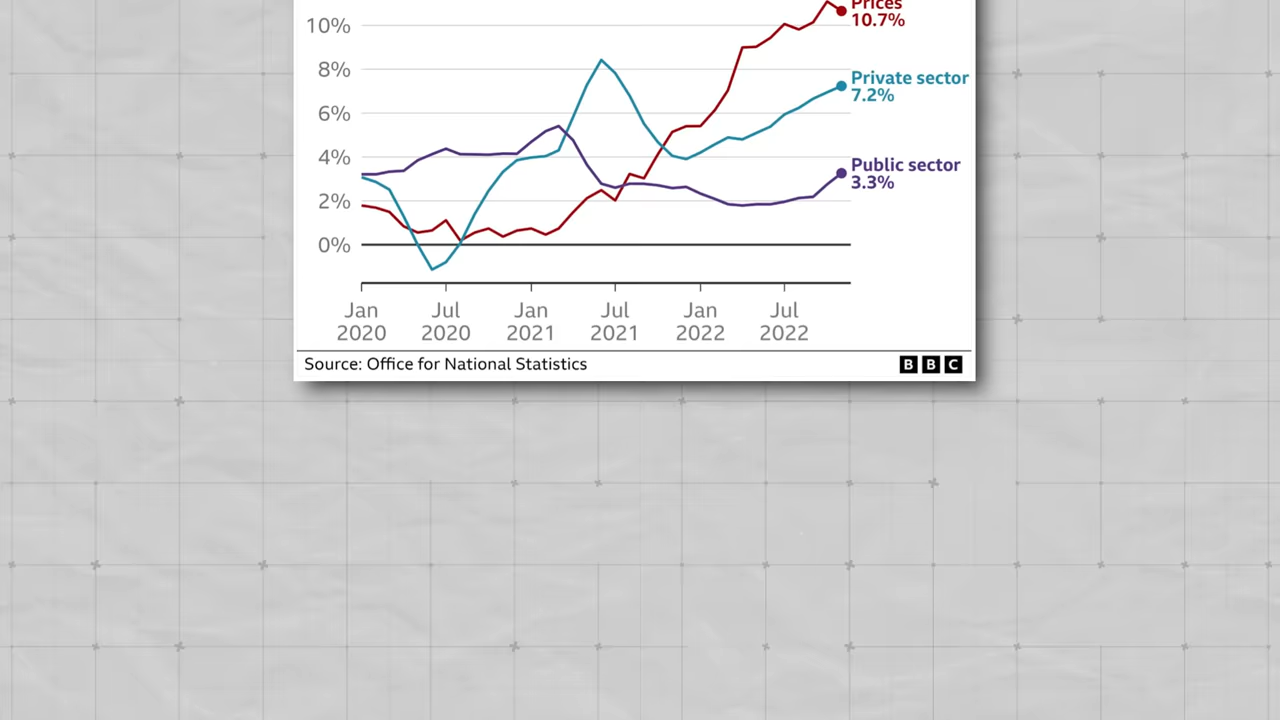 Prices
10.7%
10%
8%
Private sector
7.2%
6%
4%
Public sector
3.3%
2%
0%
Jan
2020
Jul
2020
Jan
2021
Jul
2021
Jan
2022
Jul
2022
Source: Office for National Statistics
BBC